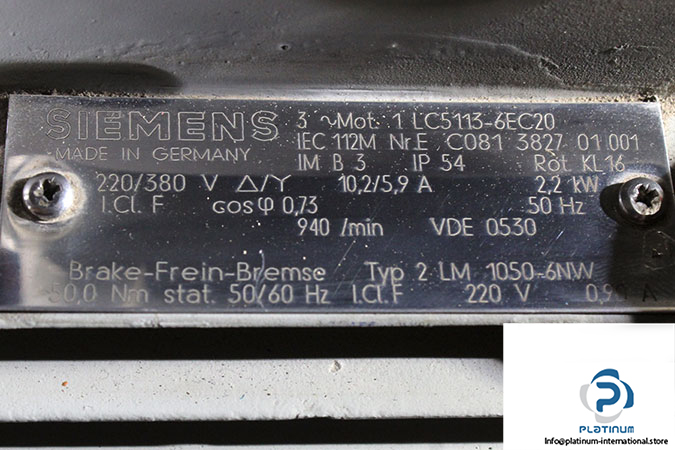 SIEMENS 3 ~Mot. 1 LC5113-6EC20
MADE IN GERMANY IEC 112M Nr.E C081 3827 01 001
IM B 3 IP 54 Röt KL16
220/380 V Δ/Y 10,2/5,9 A 2,2 kW
I.Cl. F cosφ 0,73 50 Hz
940 /min VDE 0530
Brake-Frein-Bremse Typ 2 LM 1050-6NW
50,0 Nm stat. 50/60 Hz I.Cl.F 220 V A
PLATINUM
Info@platinum-international.store